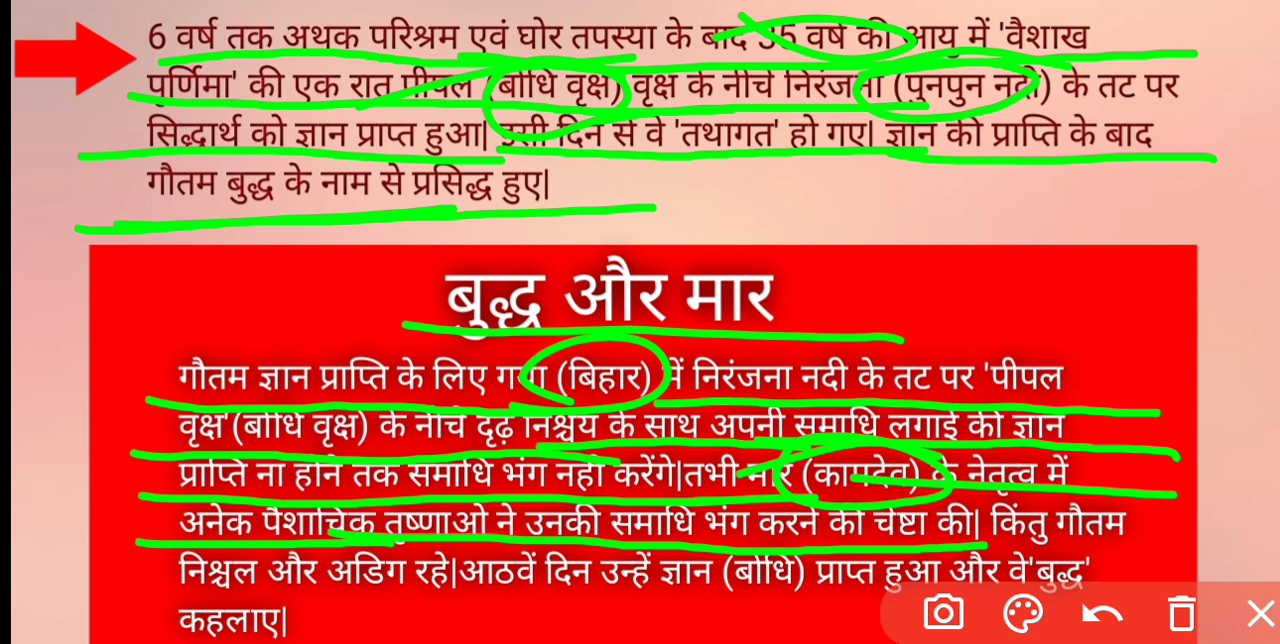 6 वर्ष तक अथक परिश्रम एवं घोर तपस्या के बाद 35 वर्ष की आयु में 'वैशाख
पुर्णिमा' की एक रात पीपल (बोधि वृक्ष) वृक्ष के नीचे निरंजना (पुनपुन नदी) के तट पर
सिद्धार्थ को ज्ञान प्राप्त हुआ| उसी दिन से वे 'तथागत' हो गए| ज्ञान की प्राप्ति के बाद
गौतम बुद्ध के नाम से प्रसिद्ध हुए|
बुद्ध और मार
गौतम ज्ञान प्राप्ति के लिए गया (बिहार) में निरंजना नदी के तट पर 'पीपल
वृक्ष'(बोधि वृक्ष) के नीचे दृढ़ निश्चय के साथ अपनी समाधि लगाई की ज्ञान
प्राप्ति ना होने तक समाधि भंग नहीं करेंगे|तभी मार (कामदेव) के नेतृत्व में
अनेक पैशाचिक तृष्णाओं ने उनकी समाधि भंग करने की चेष्टा की| किंतु गौतम
निश्चल और अडिग रहे|आठवें दिन उन्हें ज्ञान (बोधि) प्राप्त हुआ और वे'बुद्ध'
कहलाए|